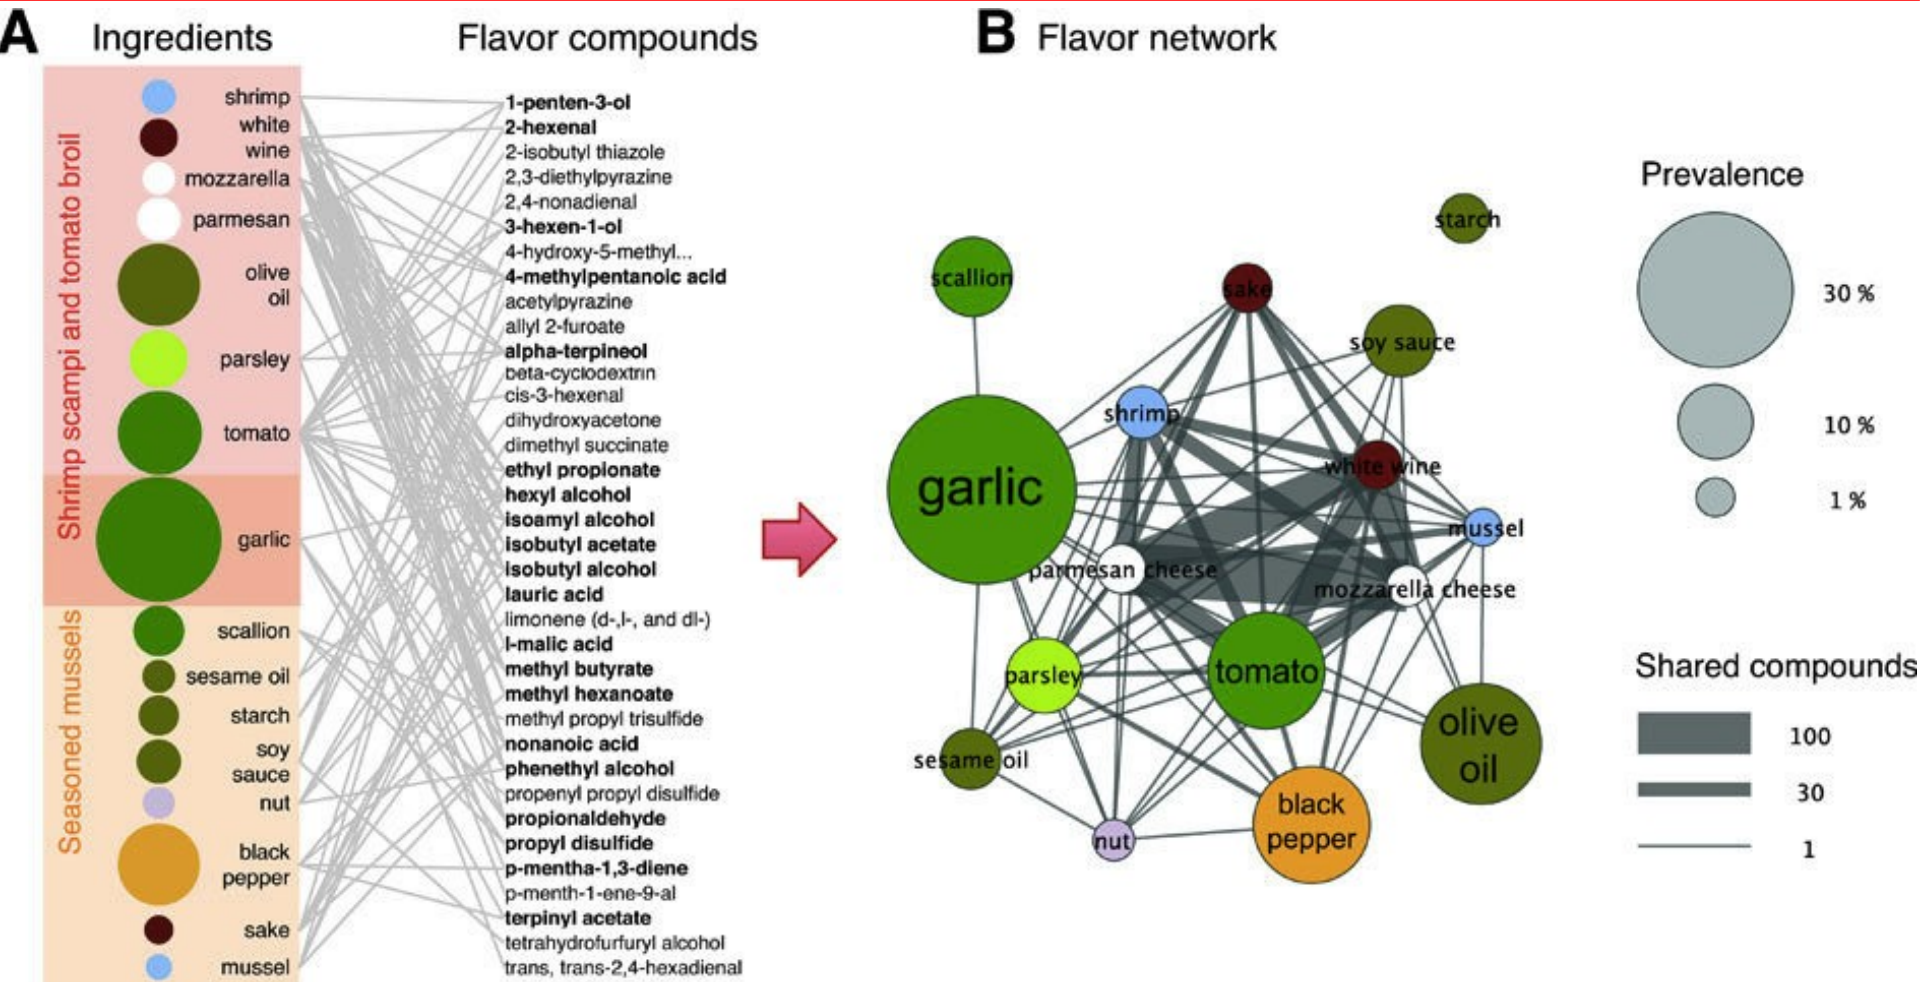 A
Ingredients
Flavor compounds
Shrimp scampi and tomato broil
Seasoned mussels
shrimp
white
wine
mozzarella
parmesan
olive
oil
parsley
tomato
garlic
scallion
sesame oil
starch
soy
sauce
nut
black
pepper
sake
mussel
1-penten-3-ol
2-hexenal
2-isobutyl thiazole
2,3-diethylpyrazine
2,4-nonadienal
3-hexen-1-ol
4-hydroxy-5-methyl...
4-methylpentanoic acid
acetylpyrazine
allyl 2-furoate
alpha-terpineol
beta-cyclodextrin
cis-3-hexenal
dihydroxyacetone
dimethyl succinate
ethyl propionate
hexyl alcohol
isoamyl alcohol
isobutyl acetate
isobutyl alcohol
lauric acid
limonene (d-,l-, and dl-)
l-malic acid
methyl butyrate
methyl hexanoate
methyl propyl trisulfide
nonanoic acid
phenethyl alcohol
propenyl propyl disulfide
propionaldehyde
propyl disulfide
p-mentha-1,3-diene
p-menth-1-ene-9-al
terpinyl acetate
tetrahydrofurfuryl alcohol
trans, trans-2,4-hexadienal
B
Flavor network
starch
scallion
sake
soy sauce
shrimp
white wine
garlic
mussel
parmesan cheese
mozzarella cheese
parsley
tomato
olive
oil
sesame oil
black
pepper
nut
Prevalence
30 %
10 %
1 %
Shared compounds
100
30
1